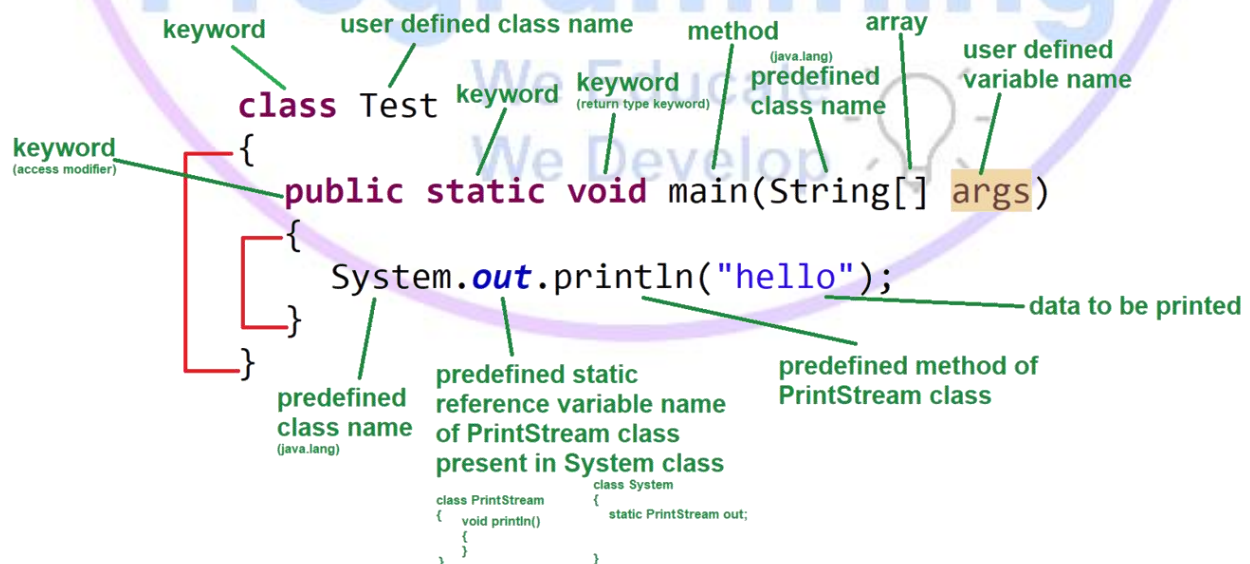 Programming
keyword
user defined class name
method
array
user defined
variable name
We Educate
(java.lang)
predefined
class name
keyword
keyword
(return type keyword)
class Test
We Develop
keyword
(access modifier)
{
public static void main(String[] args)
{
System.out.println("hello");
}
data to be printed
}
predefined
class name
(java.lang)
predefined static
reference variable name
of PrintStream class
present in System class
predefined method of
PrintStream class
class PrintStream
{
void println()
{
}
}
class System
{
static PrintStream out;
}